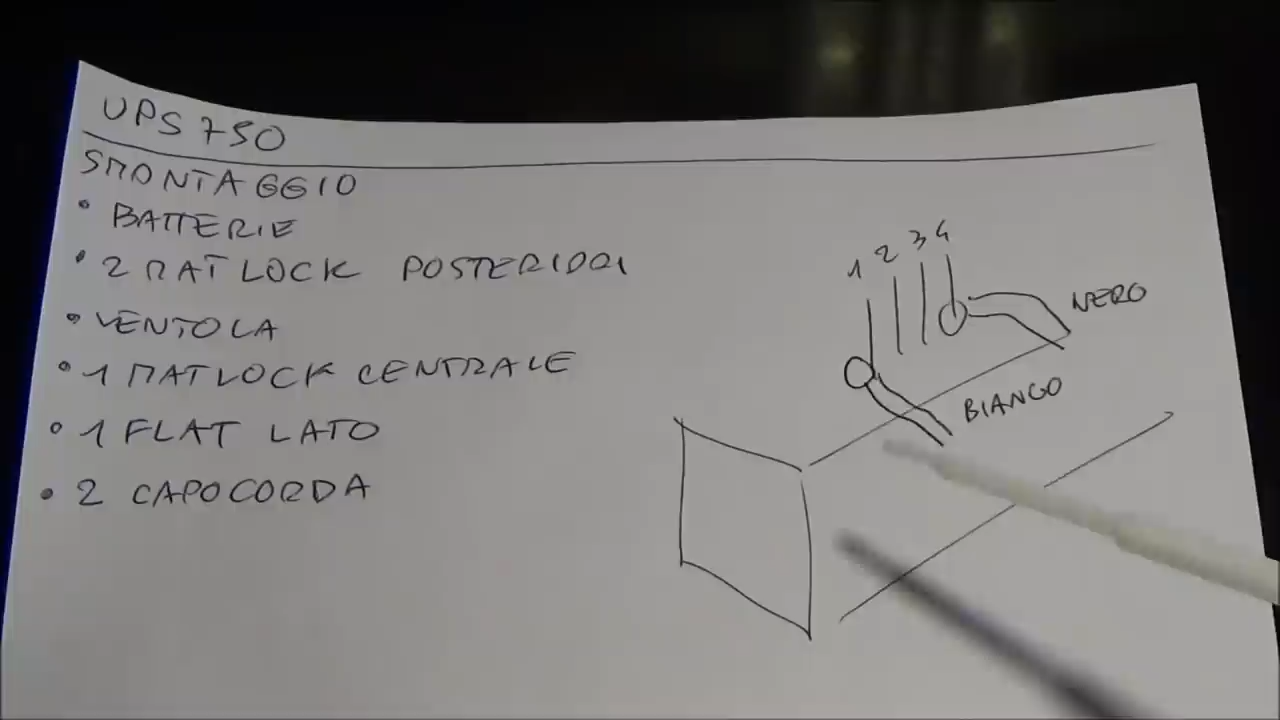 UPS 750
SMONTAGGIO
• BATTERIE
• 2 MATLOCK POSTERIORI
• VENTOLA
• 1 MATLOCK CENTRALE
• 1 FLAT LATO
• 2 CAPOCORDA
1 2 3 4
NERO
BIANCO